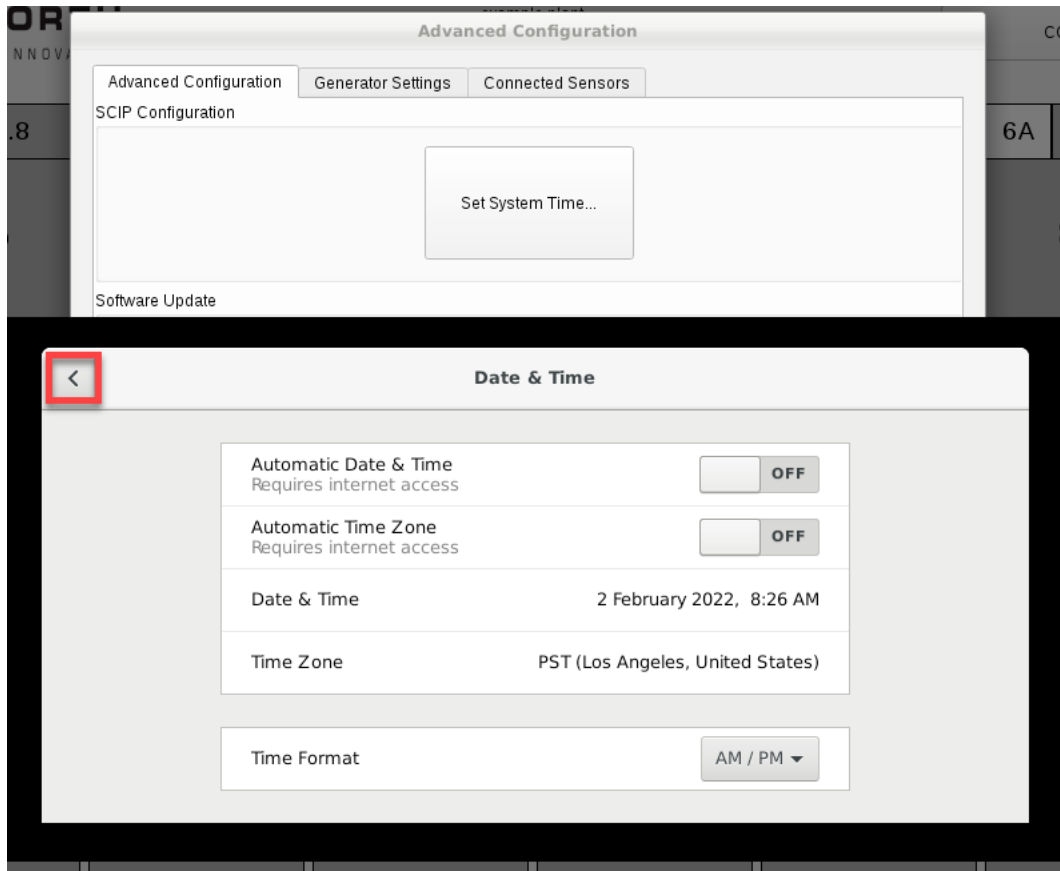 Advanced Configuration
NNOVA
Advanced Configuration Generator Settings Connected Sensors
SCIP Configuration
.8
6A
Set System Time...
Software Update
Date & Time
Automatic Date & Time
OFF
Requires internet access
Automatic Time Zone
OFF
Requires internet access
Date & Time 2 February 2022, 8:26 AM
Time Zone PST (Los Angeles, United States)
Time Format AM / PM